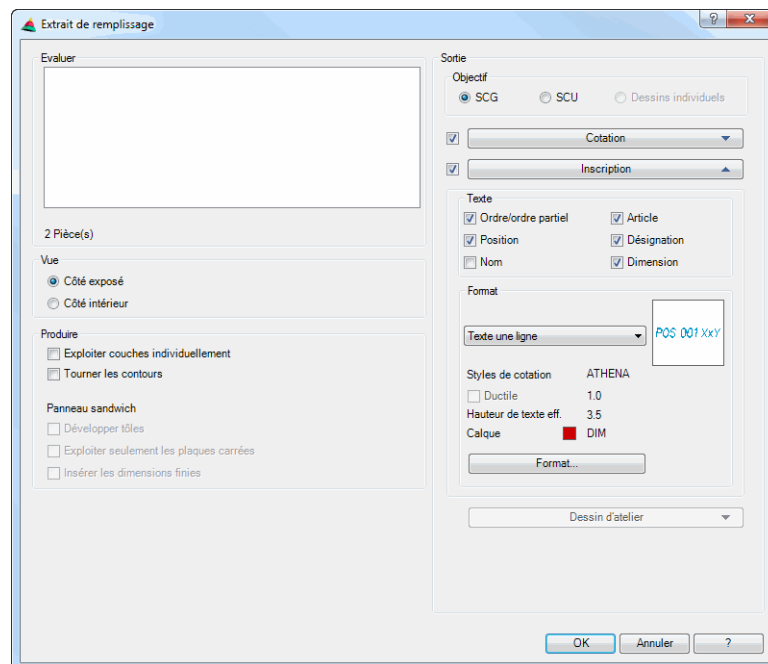 Extrait de remplissage
?
Evaluer
2 Pièce(s)
Vue
Côté exposé
Côté intérieur
Produire
Exploiter couches individuellement
Tourner les contours
Panneau sandwich
Développer tôles
Exploiter seulement les plaques carrées
Insérer les dimensions finies
Sortie
Objectif
SCG SCU Dessins individuels
Cotation
Inscription
Texte
Ordre/ordre partiel Article
Position Désignation
Nom Dimension
Format
Texte une ligne
POS 001 XxY
Styles de cotation ATHENA
Ductile 1.0
Hauteur de texte eff. 3.5
Calque DIM
Format...
Dessin d'atelier
OK Annuler ?